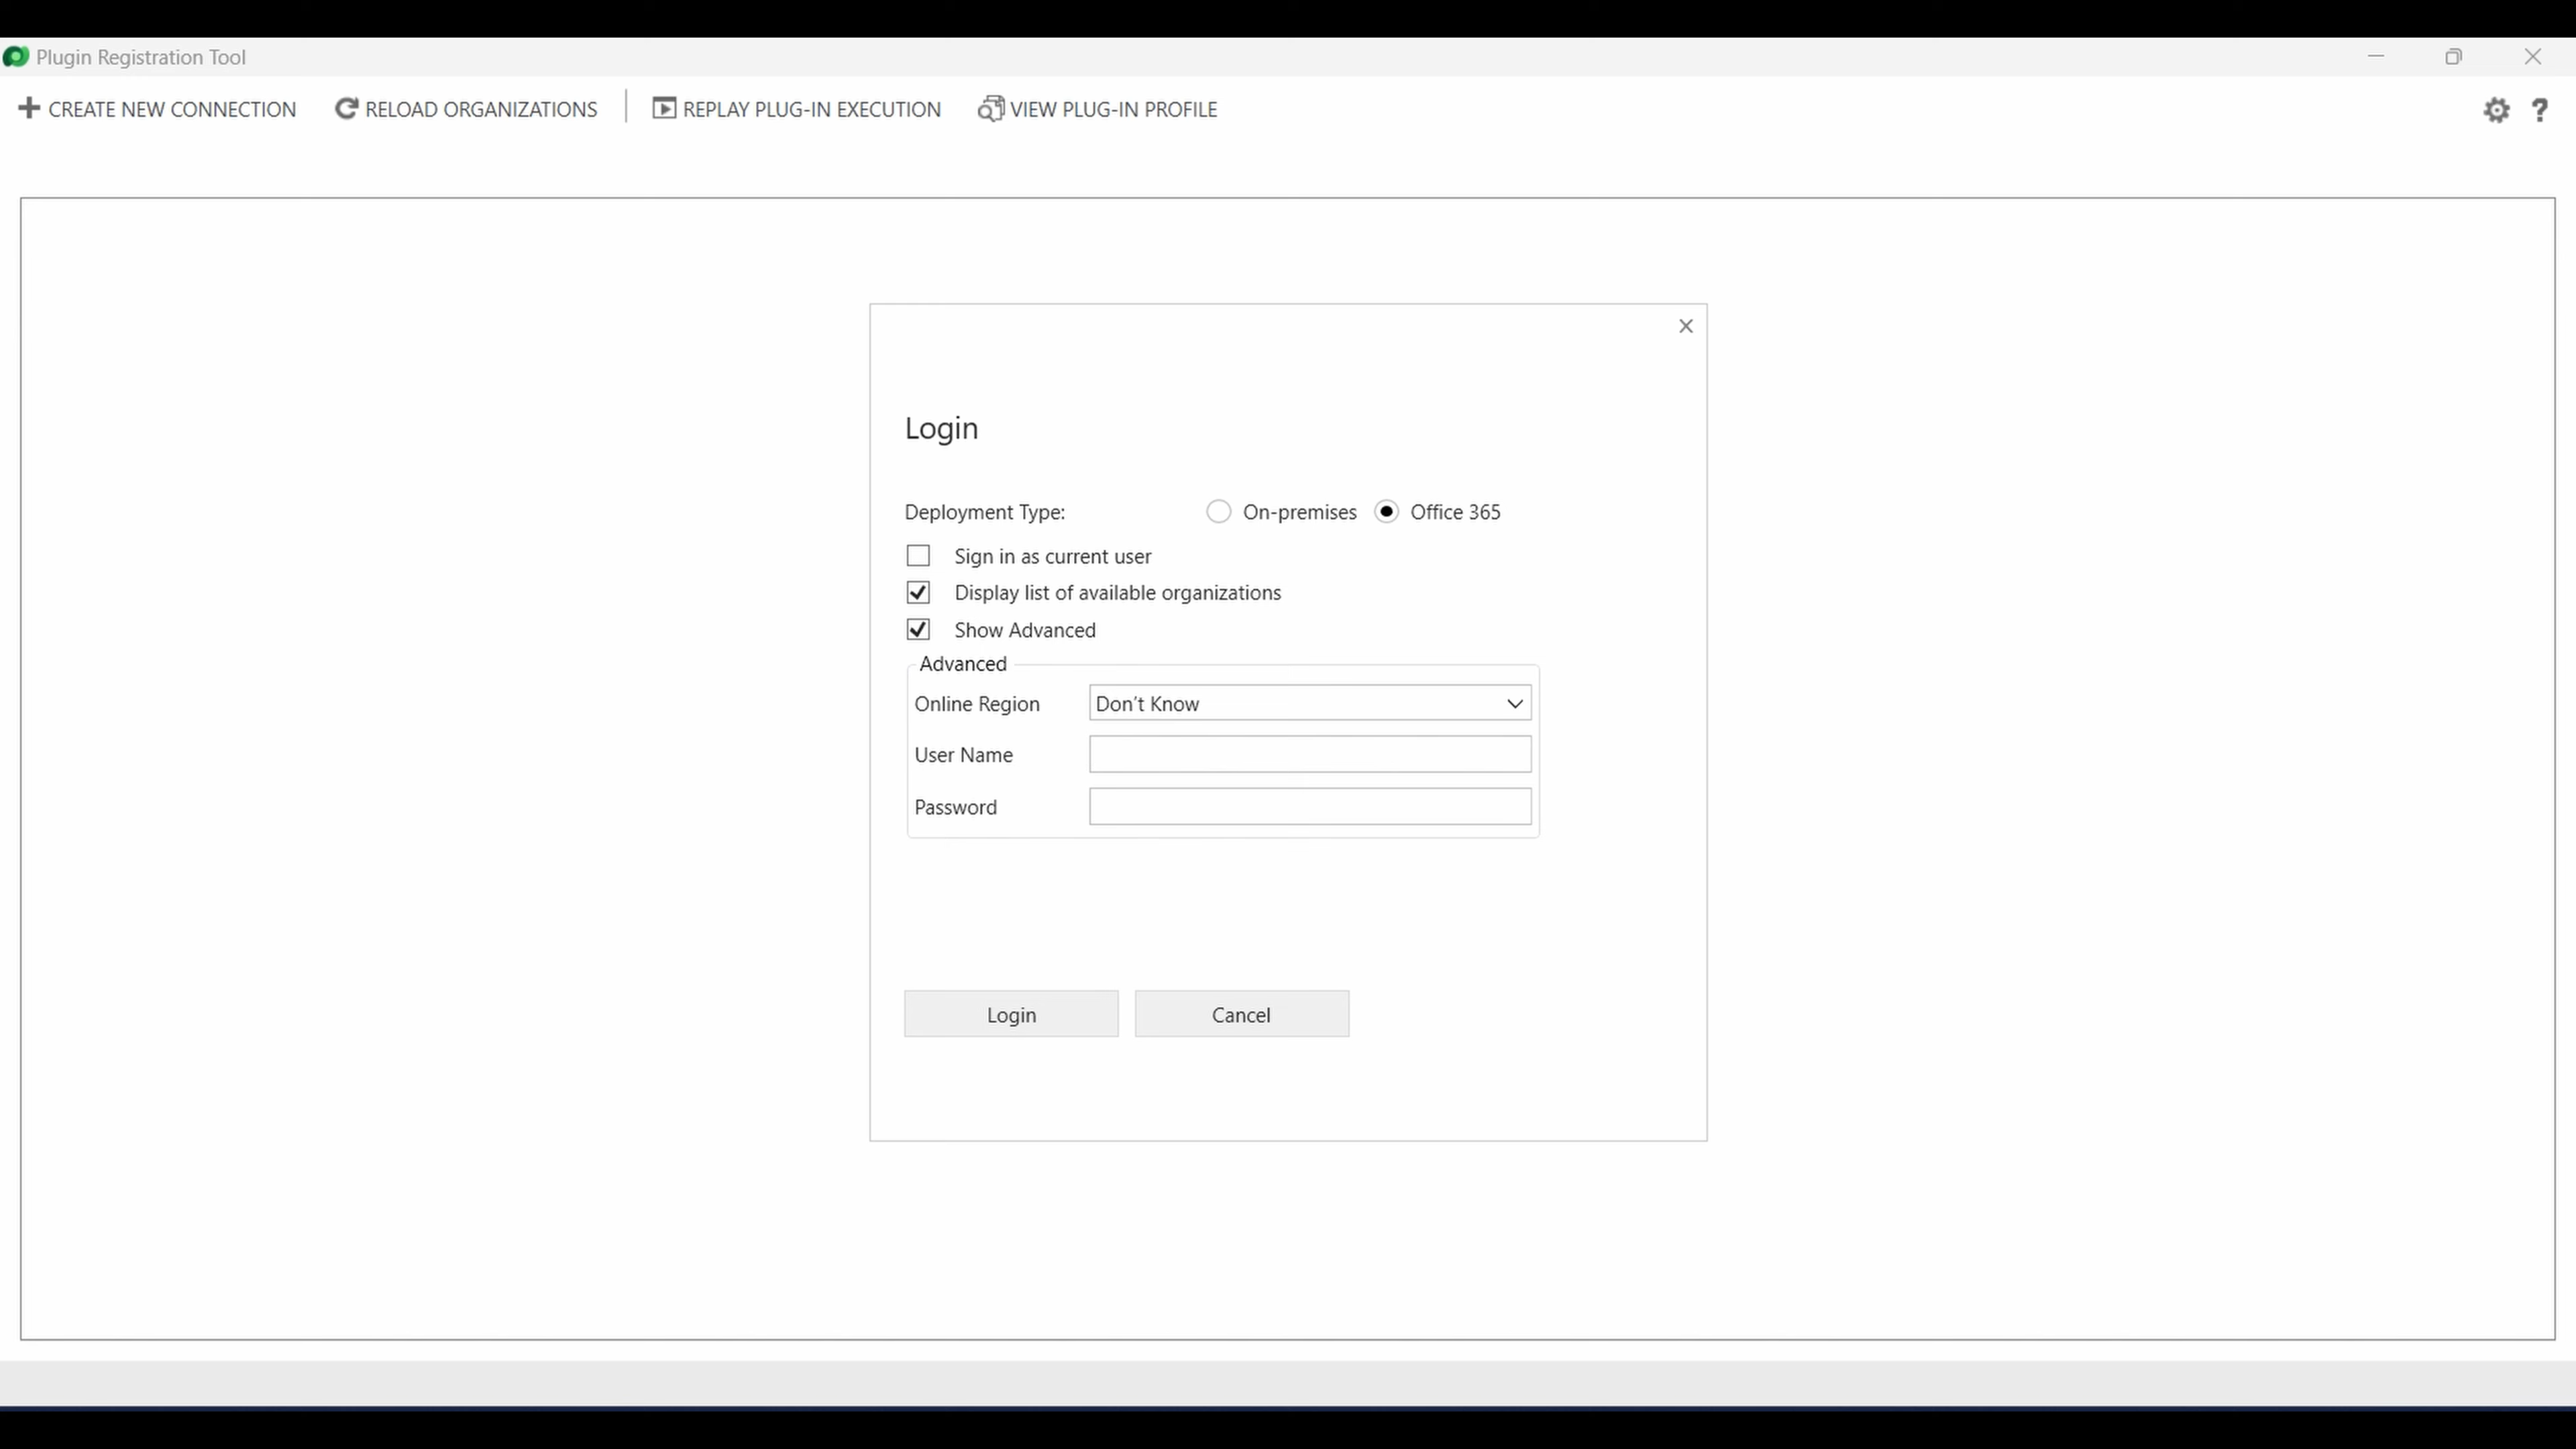 Plugin Registration Tool
CREATE NEW CONNECTION RELOAD ORGANIZATIONS REPLAY PLUG-IN EXECUTION VIEW PLUG-IN PROFILE ?
Login
Deployment Type: On-premises Office 365
Sign in as current user
Display list of available organizations
Show Advanced
Advanced
Online Region Don't Know
User Name
Password
Login Cancel